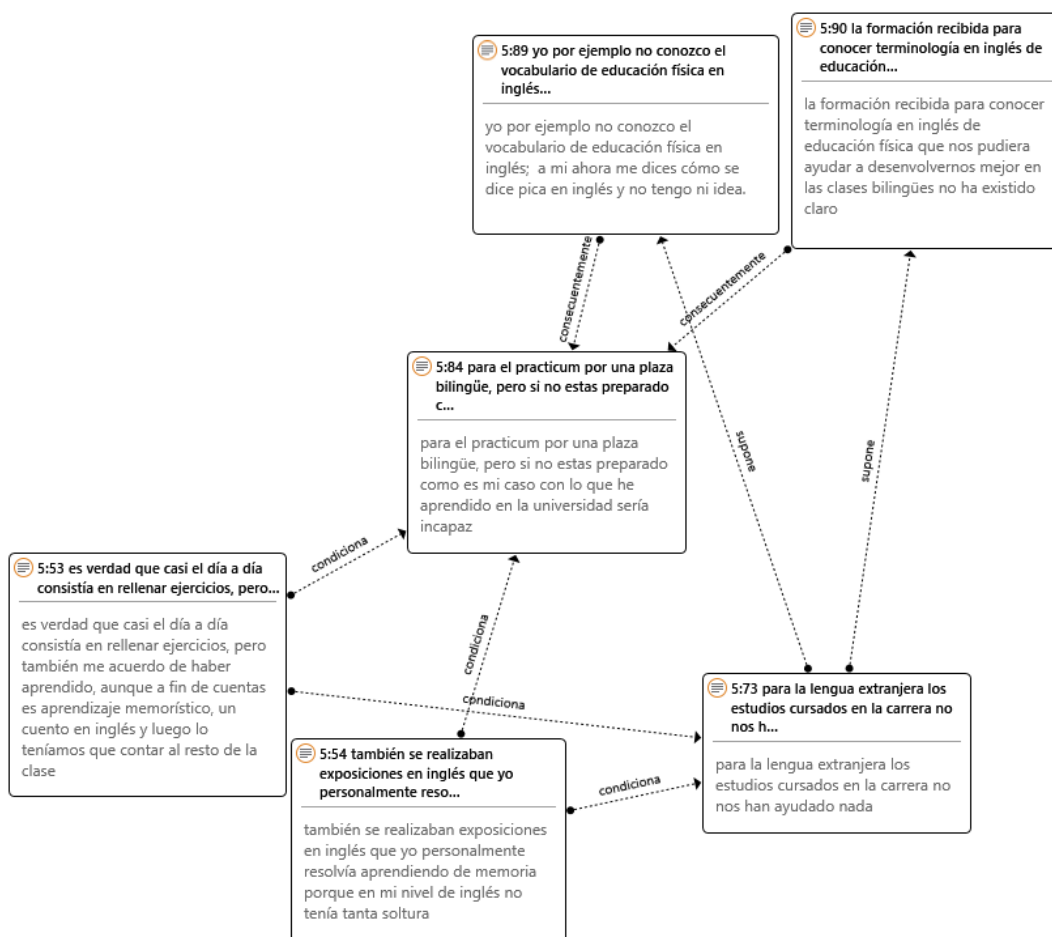 5:89 yo por ejemplo no conozco el
vocabulario de educación física en
inglés...
yo por ejemplo no conozco el
vocabulario de educación física en
inglés;  a mi ahora me dices cómo se
dice pica en inglés y no tengo ni idea.
5:90 la formación recibida para
conocer terminología en inglés de
educación...
la formación recibida para conocer
terminología en inglés de
educación física que nos pudiera
ayudar a desenvolvernos mejor en
las clases bilingües no ha existido
claro
consecuentemente
consecuentemente
supone
supone
5:84 para el practicum por una plaza
bilingüe, pero si no estas preparado
c...
para el practicum por una plaza
bilingüe, pero si no estas preparado
como es mi caso con lo que he
aprendido en la universidad sería
incapaz
condiciona
condiciona
5:53 es verdad que casi el día a día
consistía en rellenar ejercicios, pero...
es verdad que casi el día a día
consistía en rellenar ejercicios, pero
también me acuerdo de haber
aprendido, aunque a fin de cuentas
es aprendizaje memorístico, un
cuento en inglés y luego lo
teníamos que contar al resto de la
clase
condiciona
5:73 para la lengua extranjera los
estudios cursados en la carrera no
nos h...
para la lengua extranjera los
estudios cursados en la carrera no
nos han ayudado nada
condiciona
5:54 también se realizaban
exposiciones en inglés que yo
personalmente reso...
también se realizaban exposiciones
en inglés que yo personalmente
resolvía aprendiendo de memoria
porque en mi nivel de inglés no
tenía tanta soltura